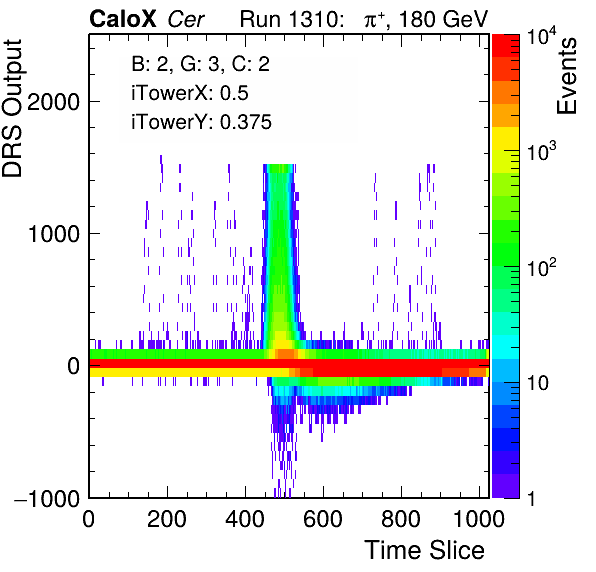 CaloX Cer Run 1310: π⁺, 180 GeV
B: 2, G: 3, C: 2
iTowerX: 0.5
iTowerY: 0.375
DRS Output
2000
1000
0
−1000
0 200 400 600 800 1000
Time Slice
Events
10⁴
10³
10²
10
1